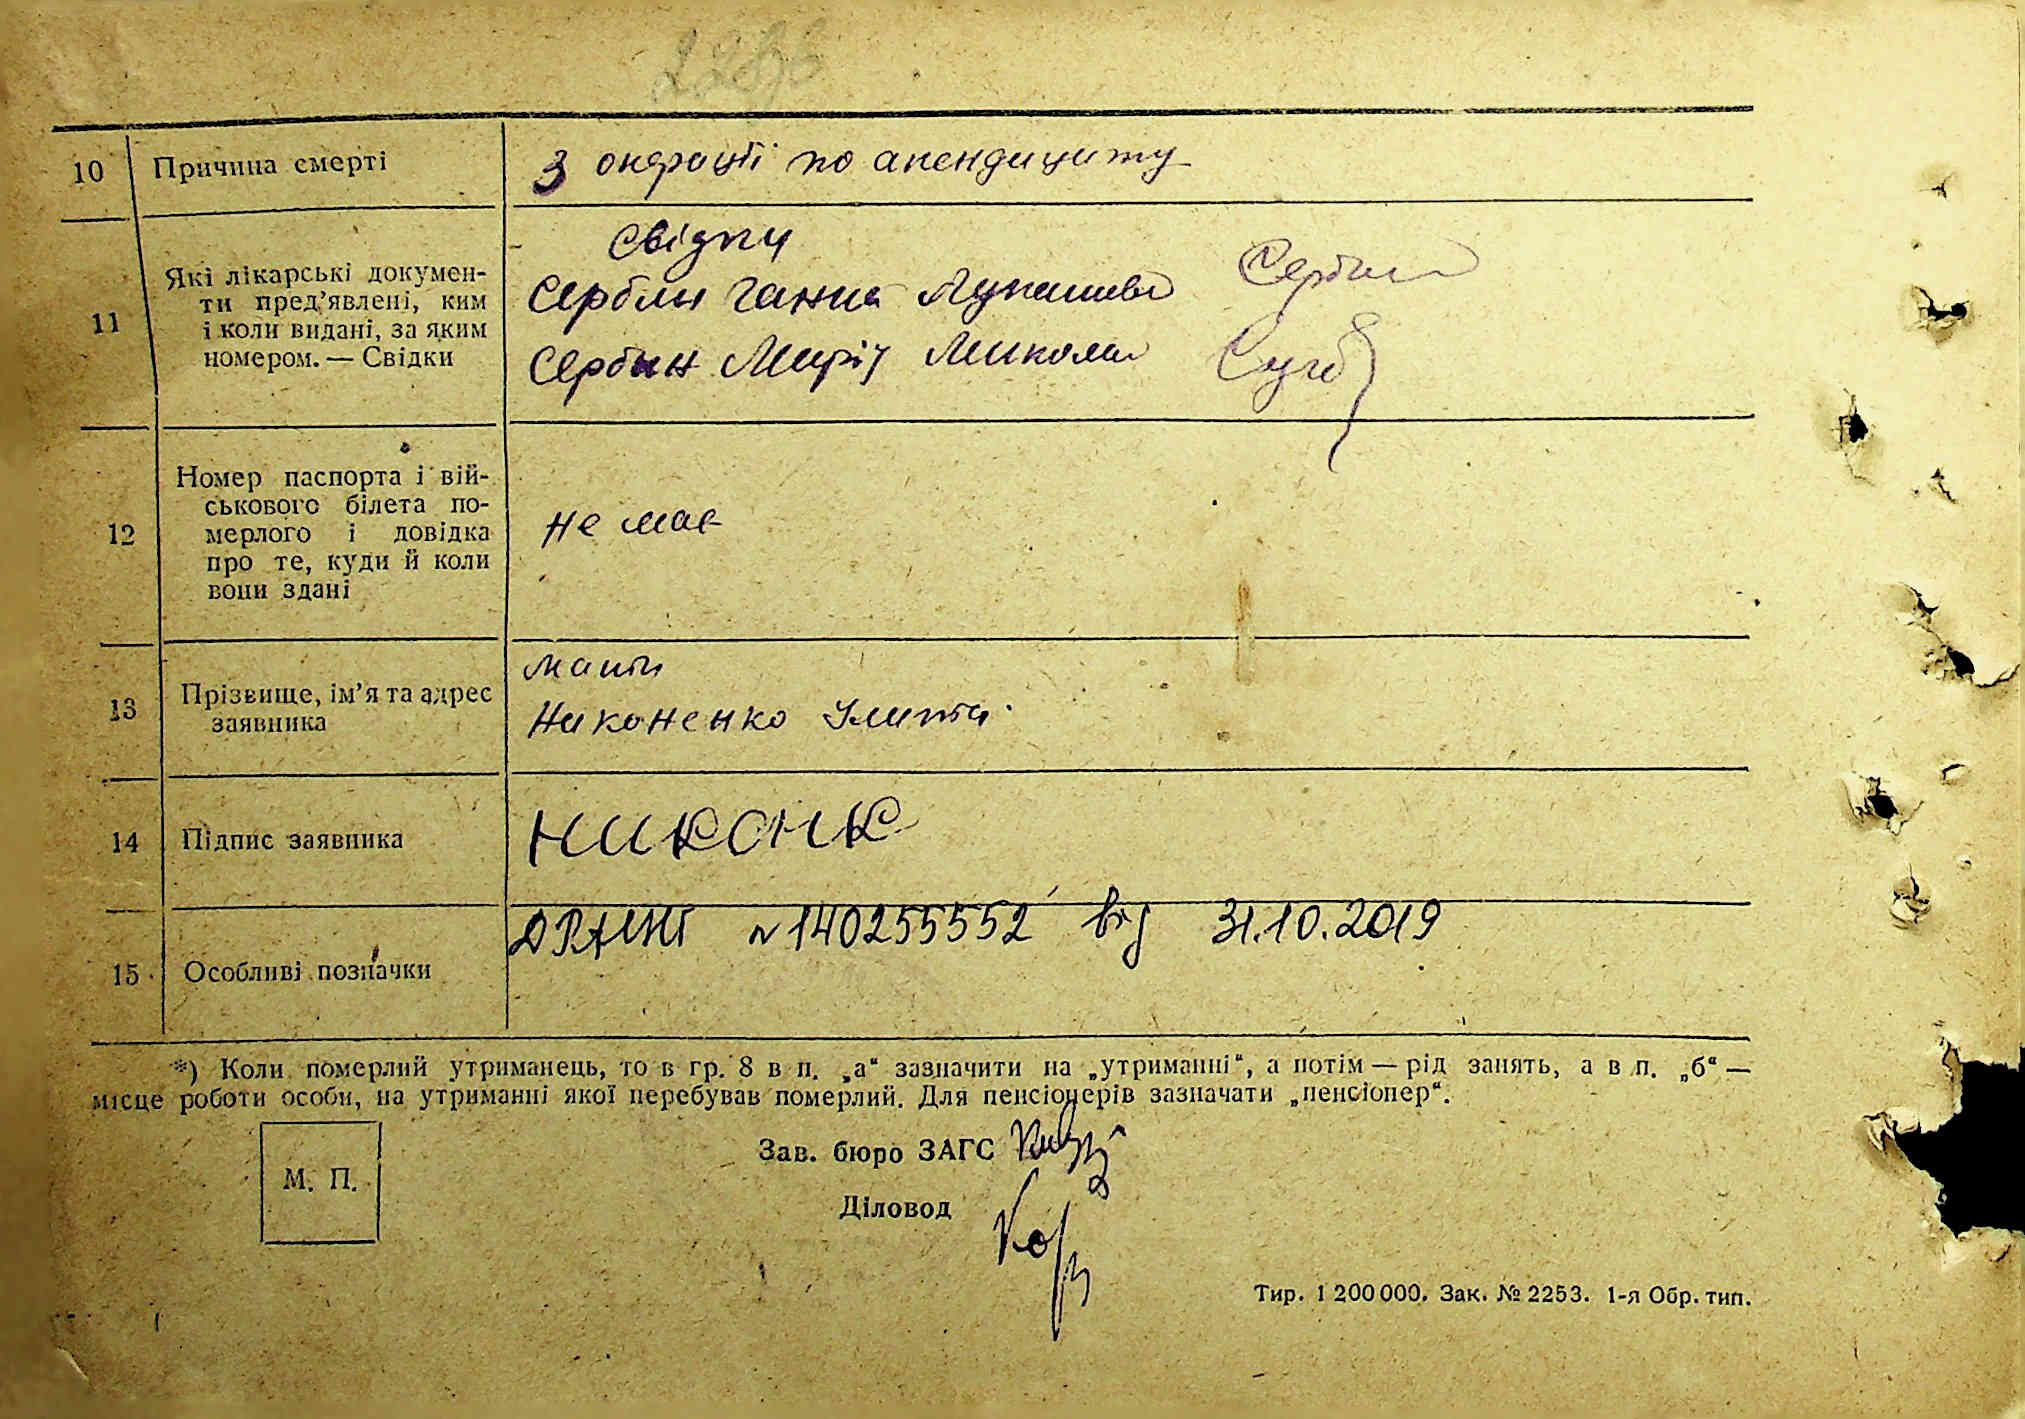 10 Причина смерті З операції по апендициту
Свідки
11 Які лікарські докумен-
ти пред'явлені, ким
і коли видані, за яким
номером. — Свідки
Сербин Ганна
Сербин Марія Микола
12 Номер паспорта і вій-
ськового білета по-
мерлого і довідка
про те, куди й коли
вони здані
не має
13 Прізвище, ім'я та адрес
заявника
мати
Никоненко Улита
14 Підпис заявника Никонк
15 Особливі позначки
ДРАЦСГ № 140255552 від 31.10.2019
*) Коли померлий утриманець, то в гр. 8 в п. „а“ зазначити на „утриманні“, а потім — рід занять, а в п. „б“ —
місце роботи особи, на утриманні якої перебував померлий. Для пенсіонерів зазначати „пенсіонер“.
М. П.
Зав. бюро ЗАГС
Діловод
Тир. 1 200 000. Зак. № 2253. 1-я Обр. тип.